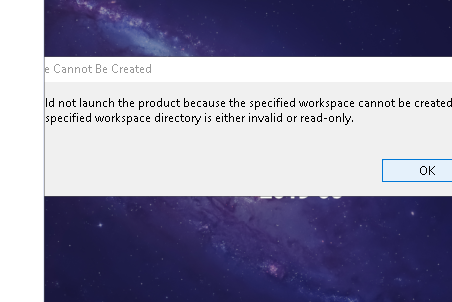 e Cannot Be Created
ld not launch the product because the specified workspace cannot be created
specified workspace directory is either invalid or read-only.
OK